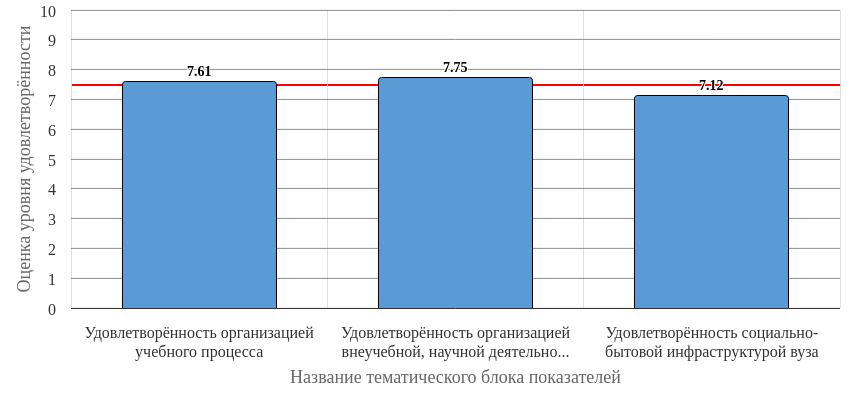 Оценка уровня удовлетворённости
10
9
8
7
6
5
4
3
2
1
0
7.61
7.75
7.12
Удовлетворённость организацией
учебного процесса
Удовлетворённость организацией
внеучебной, научной деятельно...
Удовлетворённость социально-
бытовой инфраструктурой вуза
Название тематического блока показателей